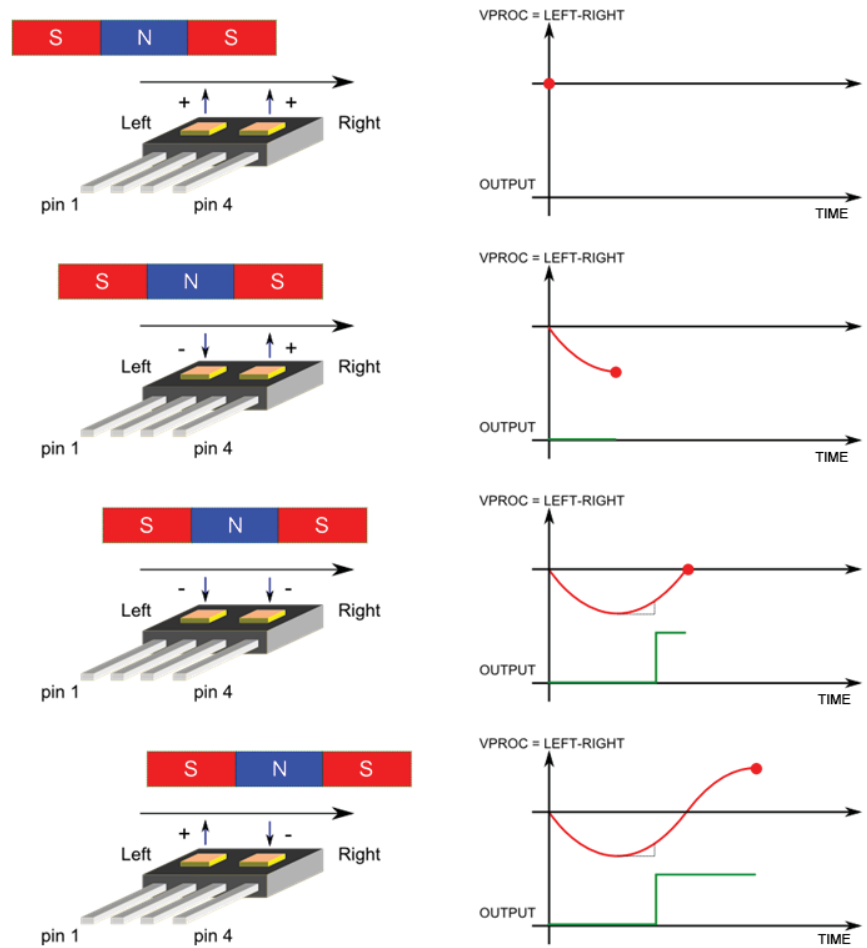 S N S
+ +
Left Right
pin 1 pin 4
VPROC = LEFT-RIGHT
OUTPUT
TIME
S N S
- +
Left Right
pin 1 pin 4
VPROC = LEFT-RIGHT
OUTPUT
TIME
S N S
- -
Left Right
pin 1 pin 4
VPROC = LEFT-RIGHT
OUTPUT
TIME
S N S
+ -
Left Right
pin 1 pin 4
VPROC = LEFT-RIGHT
OUTPUT
TIME